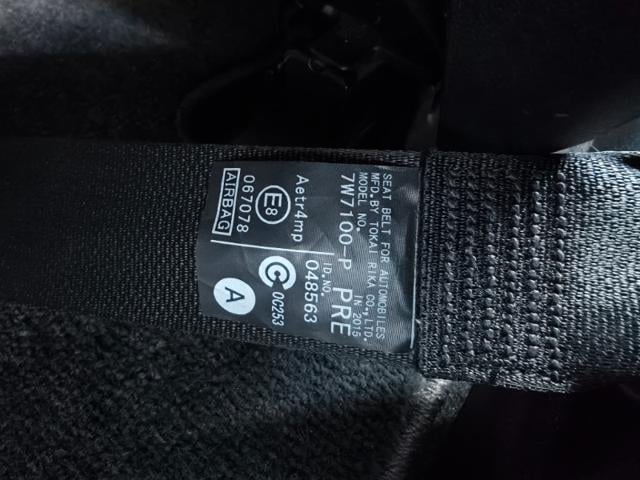 SEAT BELT FOR AUTOMOBILES
MFD.BY TOKAI RIKA CO.,LTD.
MODEL NO. IN 2015
7W7100-P PRE
ID.NO.
Aetr4mp 048563
E8 C 0C253
067078
AIRBAG A